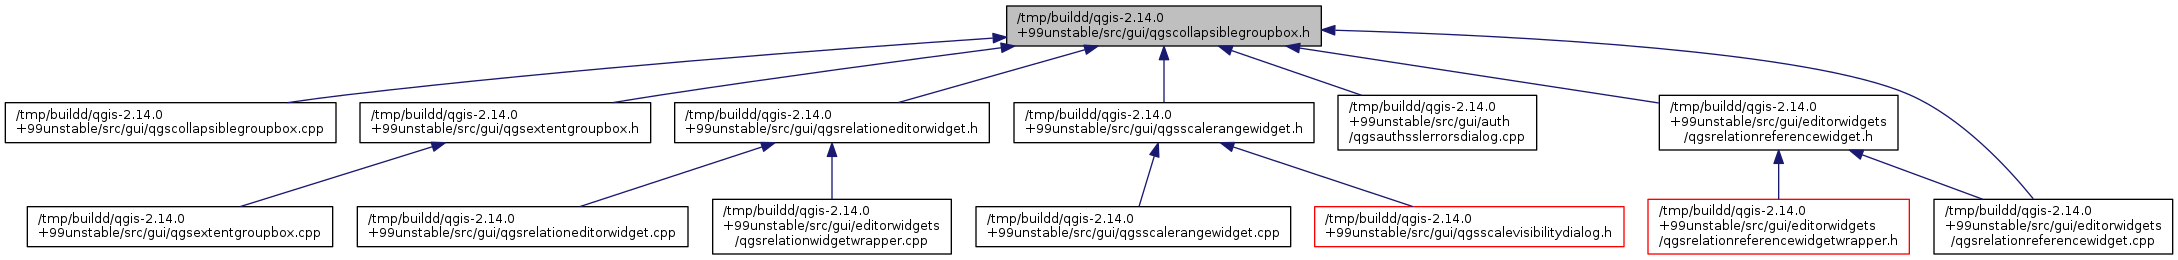 /tmp/buildd/qgis-2.14.0
+99unstable/src/gui/qgscollapsiblegroupbox.h
/tmp/buildd/qgis-2.14.0
+99unstable/src/gui/qgscollapsiblegroupbox.cpp
/tmp/buildd/qgis-2.14.0
+99unstable/src/gui/qgsextentgroupbox.h
/tmp/buildd/qgis-2.14.0
+99unstable/src/gui/qgsrelationeditorwidget.h
/tmp/buildd/qgis-2.14.0
+99unstable/src/gui/qgsscalerangewidget.h
/tmp/buildd/qgis-2.14.0
+99unstable/src/gui/auth
/qgsauthsslerrorsdialog.cpp
/tmp/buildd/qgis-2.14.0
+99unstable/src/gui/editorwidgets
/qgsrelationreferencewidget.h
/tmp/buildd/qgis-2.14.0
+99unstable/src/gui/qgsextentgroupbox.cpp
/tmp/buildd/qgis-2.14.0
+99unstable/src/gui/qgsrelationeditorwidget.cpp
/tmp/buildd/qgis-2.14.0
+99unstable/src/gui/editorwidgets
/qgsrelationwidgetwrapper.cpp
/tmp/buildd/qgis-2.14.0
+99unstable/src/gui/qgsscalerangewidget.cpp
/tmp/buildd/qgis-2.14.0
+99unstable/src/gui/qgsscalevisibilitydialog.h
/tmp/buildd/qgis-2.14.0
+99unstable/src/gui/editorwidgets
/qgsrelationreferencewidgetwrapper.h
/tmp/buildd/qgis-2.14.0
+99unstable/src/gui/editorwidgets
/qgsrelationreferencewidget.cpp